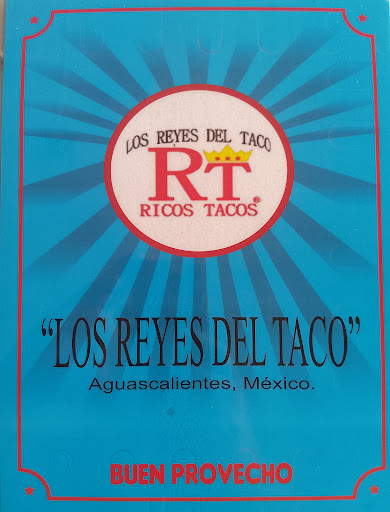 LOS REYES DEL TACO
RT
RICOS TACOS®
“LOS REYES DEL TACO”
Aguascalientes, México.
BUEN PROVECHO